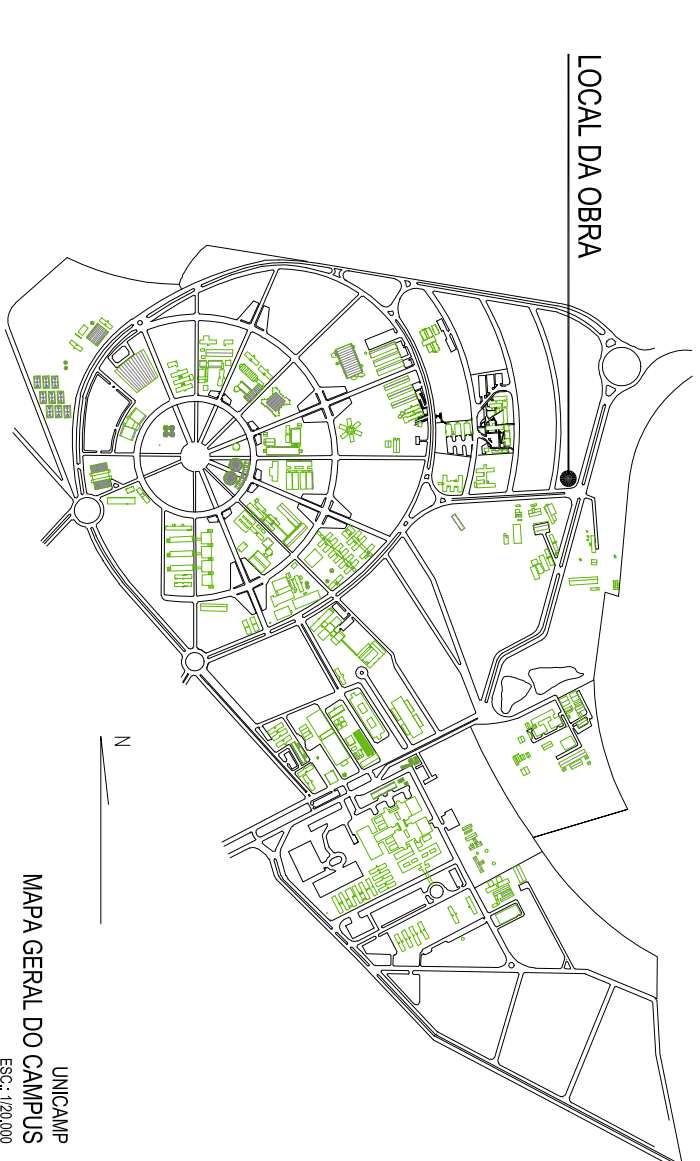 LOCAL DA OBRA
N
UNICAMP
MAPA GERAL DO CAMPUS
ESC.: 1/20.000